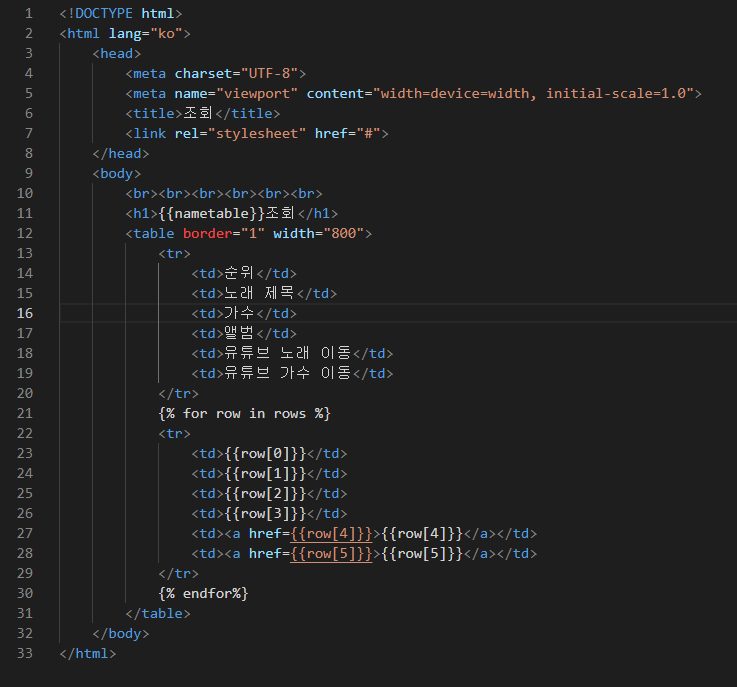 1 <!DOCTYPE html>
2 <html lang="ko">
3 <head>
4 <meta charset="UTF-8">
5 <meta name="viewport" content="width=device=width, initial-scale=1.0">
6 <title>조회</title>
7 <link rel="stylesheet" href="#">
8 </head>
9 <body>
10 <br><br><br><br><br><br>
11 <h1>{{nametable}}조회</h1>
12 <table border="1" width="800">
13 <tr>
14 <td>순위</td>
15 <td>노래 제목</td>
16 <td>가수</td>
17 <td>앨범</td>
18 <td>유튜브 노래 이동</td>
19 <td>유튜브 가수 이동</td>
20 </tr>
21 {% for row in rows %}
22 <tr>
23 <td>{{row[0]}}</td>
24 <td>{{row[1]}}</td>
25 <td>{{row[2]}}</td>
26 <td>{{row[3]}}</td>
27 <td><a href={{row[4]}}>{{row[4]}}</a></td>
28 <td><a href={{row[5]}}>{{row[5]}}</a></td>
29 </tr>
30 {% endfor%}
31 </table>
32 </body>
33 </html>